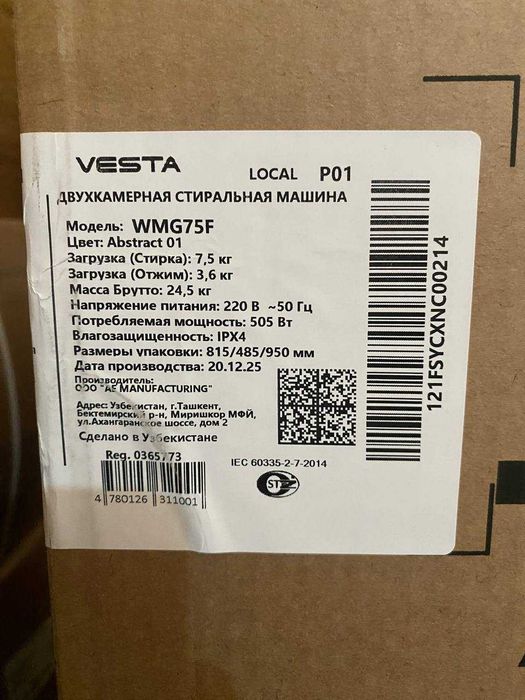 VESTA
LOCAL P01
ДВУХКАМЕРНАЯ СТИРАЛЬНАЯ МАШИНА
Модель: WMG75F
Цвет: Abstract 01
Загрузка (Стирка): 7,5 кг
Загрузка (Отжим): 3,6 кг
Масса Брутто: 24,5 кг
Напряжение питания: 220 В ~50 Гц
Потребляемая мощность: 505 Вт
Влагозащищенность: IPX4
Размеры упаковки: 815/485/950 мм
Дата производства: 20.12.25
Производитель:
ООО "AE MANUFACTURING"
Адрес: Узбекистан, г.Ташкент,
Бектемирский р-н, Миришкор МФЙ,
ул.Ахангаранское шоссе, дом 2
Сделано в Узбекистане
Reg.
4 780126 311001
IEC 60335-2-7-2014
121FSYCXNC00214